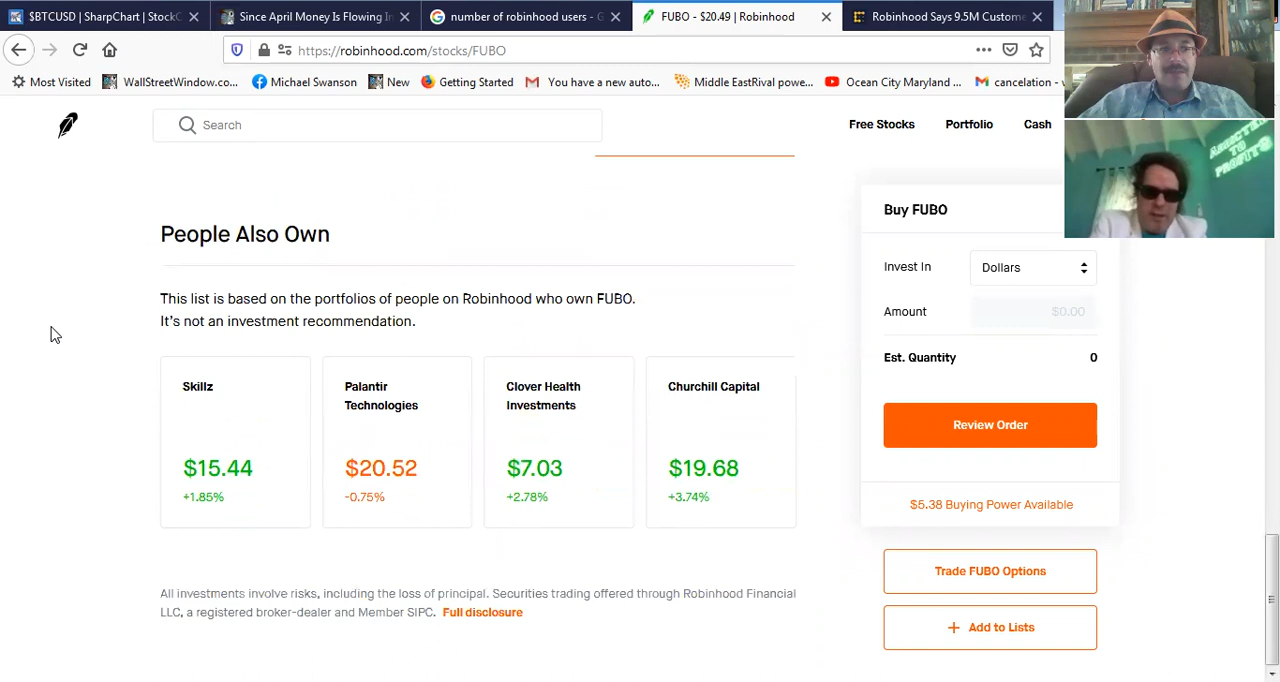 $BTCUSD | SharpChart | StockC
Since April Money Is Flowing In
number of robinhood users - G
FUBO - $20.49 | Robinhood
Robinhood Says 9.5M Custome
https://robinhood.com/stocks/FUBO
Most Visited
WallStreetWindow.co...
Michael Swanson
New
Getting Started
You have a new auto...
Middle EastRival powe...
Ocean City Maryland ...
cancelation -
Search
Free Stocks
Portfolio
Cash
ADDICTED
TO
PROFITS
People Also Own
This list is based on the portfolios of people on Robinhood who own FUBO.
It's not an investment recommendation.
Skillz
$15.44
+1.85%
Palantir
Technologies
$20.52
-0.75%
Clover Health
Investments
$7.03
+2.78%
Churchill Capital
$19.68
+3.74%
All investments involve risks, including the loss of principal. Securities trading offered through Robinhood Financial
LLC, a registered broker-dealer and Member SIPC. Full disclosure
Buy FUBO
Invest In
Dollars
Amount
$0.00
Est. Quantity
0
Review Order
$5.38 Buying Power Available
Trade FUBO Options
+ Add to Lists